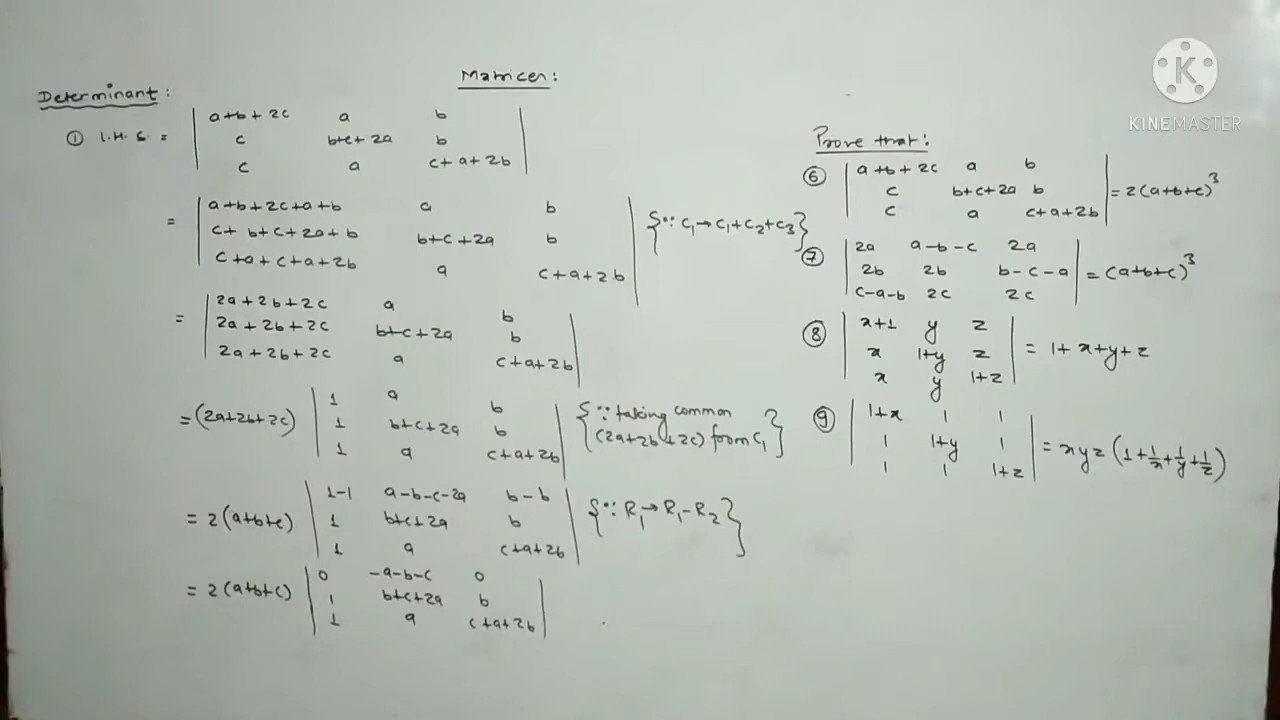 Matricen:
Determinant:
① L.H.S. = | a+b+2c a b |
| c b+c+2a b |
| c a c+a+2b |
= | a+b+2c+a+b a b |
| c+b+c+2a+b b+c+2a b |
| c+a+c+a+2b a c+a+2b | {∵ C₁→C₁+C₂+C₃}
= | 2a+2b+2c a b |
| 2a+2b+2c b+c+2a b |
| 2a+2b+2c a c+a+2b |
=(2a+2b+2c) | 1 a b |
| 1 b+c+2a b |
| 1 a c+a+2b | {∵ taking common
(2a+2b+2c) from C₁}
= 2(a+b+c) | 1-1 a-b-c-2a b-b |
| 1 b+c+2a b |
| 1 a c+a+2b | {∵ R₁→R₁-R₂}
= 2(a+b+c) | 0 -a-b-c 0 |
| 1 b+c+2a b |
| 1 a c+a+2b |
Prove that:
⑥ | a+b+2c a b |
| c b+c+2a b | = 2(a+b+c)³
| c a c+a+2b |
⑦ | 2a a-b-c 2a |
| 2b 2b b-c-a | = (a+b+c)³
| c-a-b 2c 2c |
⑧ | x+1 y z |
| x 1+y z | = 1+x+y+z
| x y 1+z |
⑨ | 1+x 1 1 |
| 1 1+y 1 | = xyz(1+1/x+1/y+1/z)
| 1 1 1+z |
K
KINEMASTER